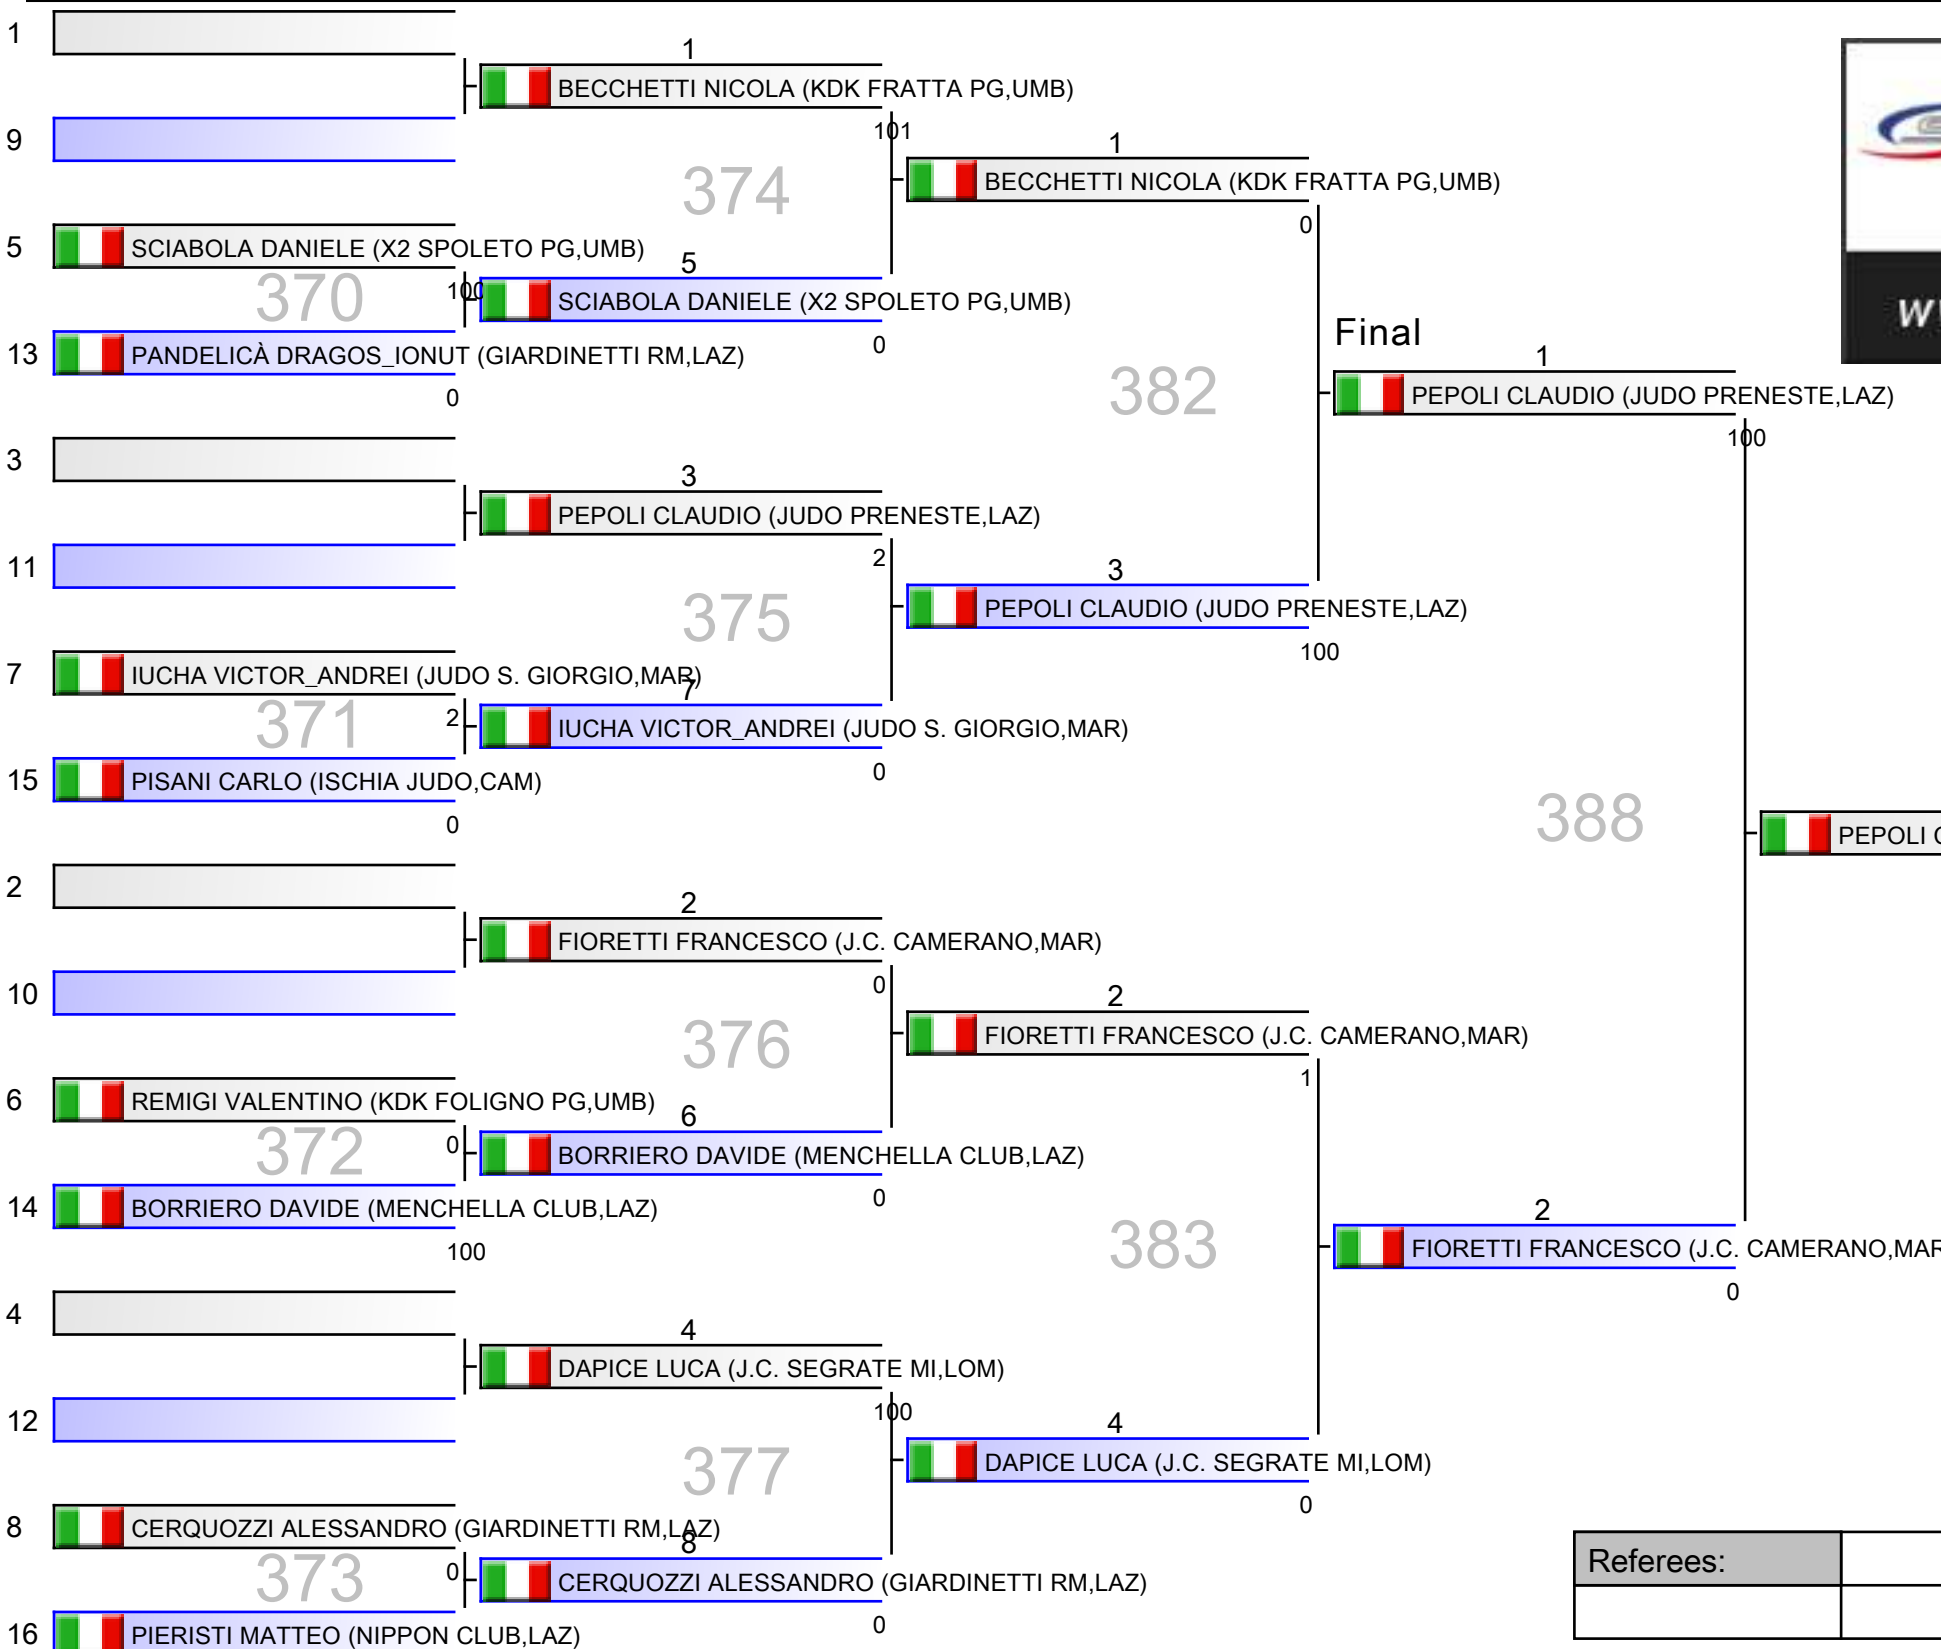 1
1
BECCHETTI NICOLA (KDK FRATTA PG,UMB)
101
9
1
374
BECCHETTI NICOLA (KDK FRATTA PG,UMB)
0
5
SCIABOLA DANIELE (X2 SPOLETO PG,UMB)
5
370
100
SCIABOLA DANIELE (X2 SPOLETO PG,UMB)
0
Final
13
PANDELICÀ DRAGOS_IONUT (GIARDINETTI RM,LAZ)
0
382
1
PEPOLI CLAUDIO (JUDO PRENESTE,LAZ)
100
3
3
PEPOLI CLAUDIO (JUDO PRENESTE,LAZ)
2
11
3
375
PEPOLI CLAUDIO (JUDO PRENESTE,LAZ)
100
7
IUCHA VICTOR_ANDREI (JUDO S. GIORGIO,MAR)
7
371
2
IUCHA VICTOR_ANDREI (JUDO S. GIORGIO,MAR)
0
15
PISANI CARLO (ISCHIA JUDO,CAM)
0
388
PEPOLI
2
2
FIORETTI FRANCESCO (J.C. CAMERANO,MAR)
0
10
2
376
FIORETTI FRANCESCO (J.C. CAMERANO,MAR)
1
6
REMIGI VALENTINO (KDK FOLIGNO PG,UMB)
6
372
0
BORRIERO DAVIDE (MENCHELLA CLUB,LAZ)
0
14
BORRIERO DAVIDE (MENCHELLA CLUB,LAZ)
100
383
2
FIORETTI FRANCESCO (J.C. CAMERANO,MAR
0
4
4
DAPICE LUCA (J.C. SEGRATE MI,LOM)
100
12
4
377
DAPICE LUCA (J.C. SEGRATE MI,LOM)
0
8
CERQUOZZI ALESSANDRO (GIARDINETTI RM,LAZ)
8
373
0
CERQUOZZI ALESSANDRO (GIARDINETTI RM,LAZ)
0
16
PIERISTI MATTEO (NIPPON CLUB,LAZ)
Referees: